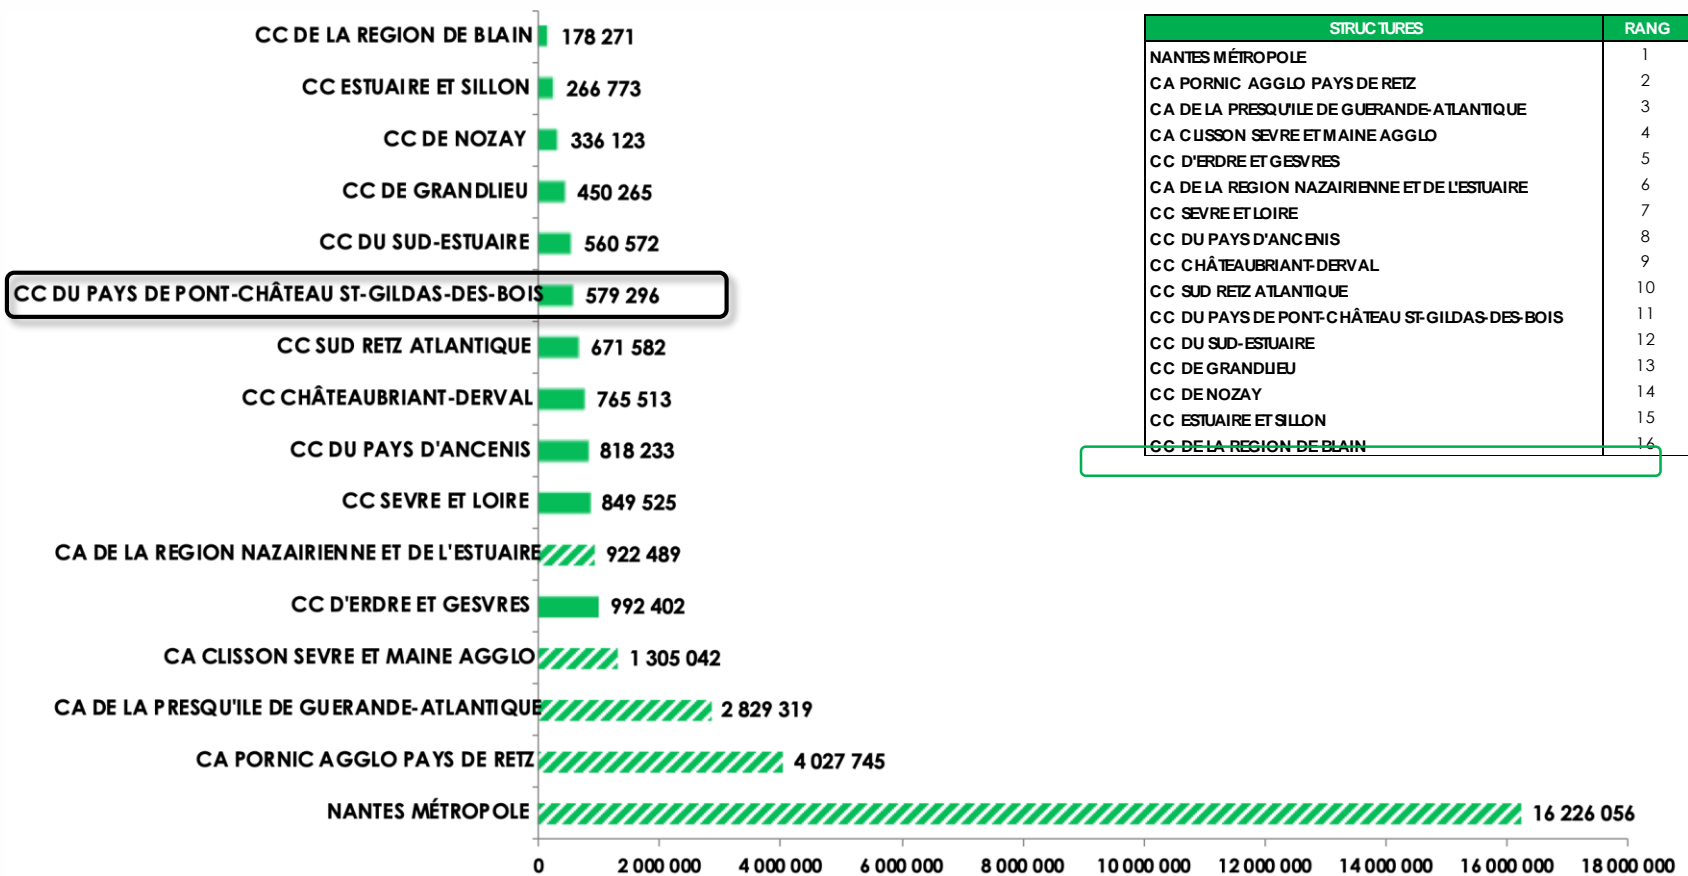 CC DE LA REGION DE BLAIN 178 271
CC ESTUAIRE ET SILLON 266 773
CC DE NOZAY 336 123
CC DE GRANDLIEU 450 265
CC DU SUD-ESTUAIRE 560 572
CC DU PAYS DE PONT-CHÂTEAU ST-GILDAS-DES-BOIS 579 296
CC SUD RETZ ATLANTIQUE 671 582
CC CHÂTEAUBRIANT-DERVAL 765 513
CC DU PAYS D'ANCENIS 818 233
CC SEVRE ET LOIRE 849 525
CA DE LA REGION NAZAIRIENNE ET DE L'ESTUAIRE 922 489
CC D'ERDRE ET GESVRES 992 402
CA CLISSON SEVRE ET MAINE AGGLO 1 305 042
CA DE LA PRESQU'ILE DE GUERANDE-ATLANTIQUE 2 829 319
CA PORNIC AGGLO PAYS DE RETZ 4 027 745
NANTES MÉTROPOLE 16 226 056
0 2 000 000 4 000 000 6 000 000 8 000 000 10 000 000 12 000 000 14 000 000 16 000 000 18 000 000
STRUCTURES RANG
NANTES MÉTROPOLE 1
CA PORNIC AGGLO PAYS DE RETZ 2
CA DE LA PRESQU'ILE DE GUERANDE-ATLANTIQUE 3
CA CLISSON SEVRE ET MAINE AGGLO 4
CC D'ERDRE ET GESVRES 5
CA DE LA REGION NAZAIRIENNE ET DE L'ESTUAIRE 6
CC SEVRE ET LOIRE 7
CC DU PAYS D'ANCENIS 8
CC CHÂTEAUBRIANT-DERVAL 9
CC SUD RETZ ATLANTIQUE 10
CC DU PAYS DE PONT-CHÂTEAU ST-GILDAS-DES-BOIS 11
CC DU SUD-ESTUAIRE 12
CC DE GRANDLIEU 13
CC DE NOZAY 14
CC ESTUAIRE ET SILLON 15
CC DE LA REGION DE BLAIN 16